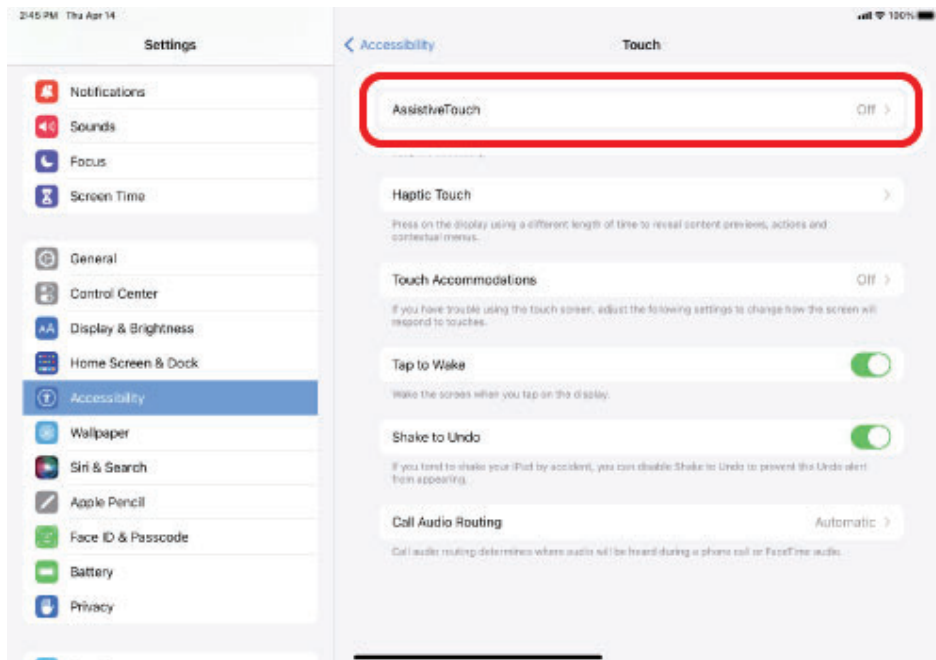 2:45 PM Thu Apr 14
100%
Settings
Notifications
Sounds
Focus
Screen Time
General
Control Center
Display & Brightness
Home Screen & Dock
Accessibility
Wallpaper
Siri & Search
Apple Pencil
Face ID & Passcode
Battery
Privacy
Accessibility
Touch
AssistiveTouch Off
Haptic Touch
Press on the display using a different length of time to reveal content previews, actions and
contextual menus.
Touch Accommodations Off
If you have trouble using the touch screen, adjust the following settings to change how the screen will
respond to touches.
Tap to Wake
Wake the screen when you tap on the display.
Shake to Undo
If you tend to shake your iPad by accident, you can disable Shake to Undo to prevent the Undo alert
from appearing.
Call Audio Routing Automatic
Call audio routing determines where audio will be heard during a phone call or FaceTime audio.